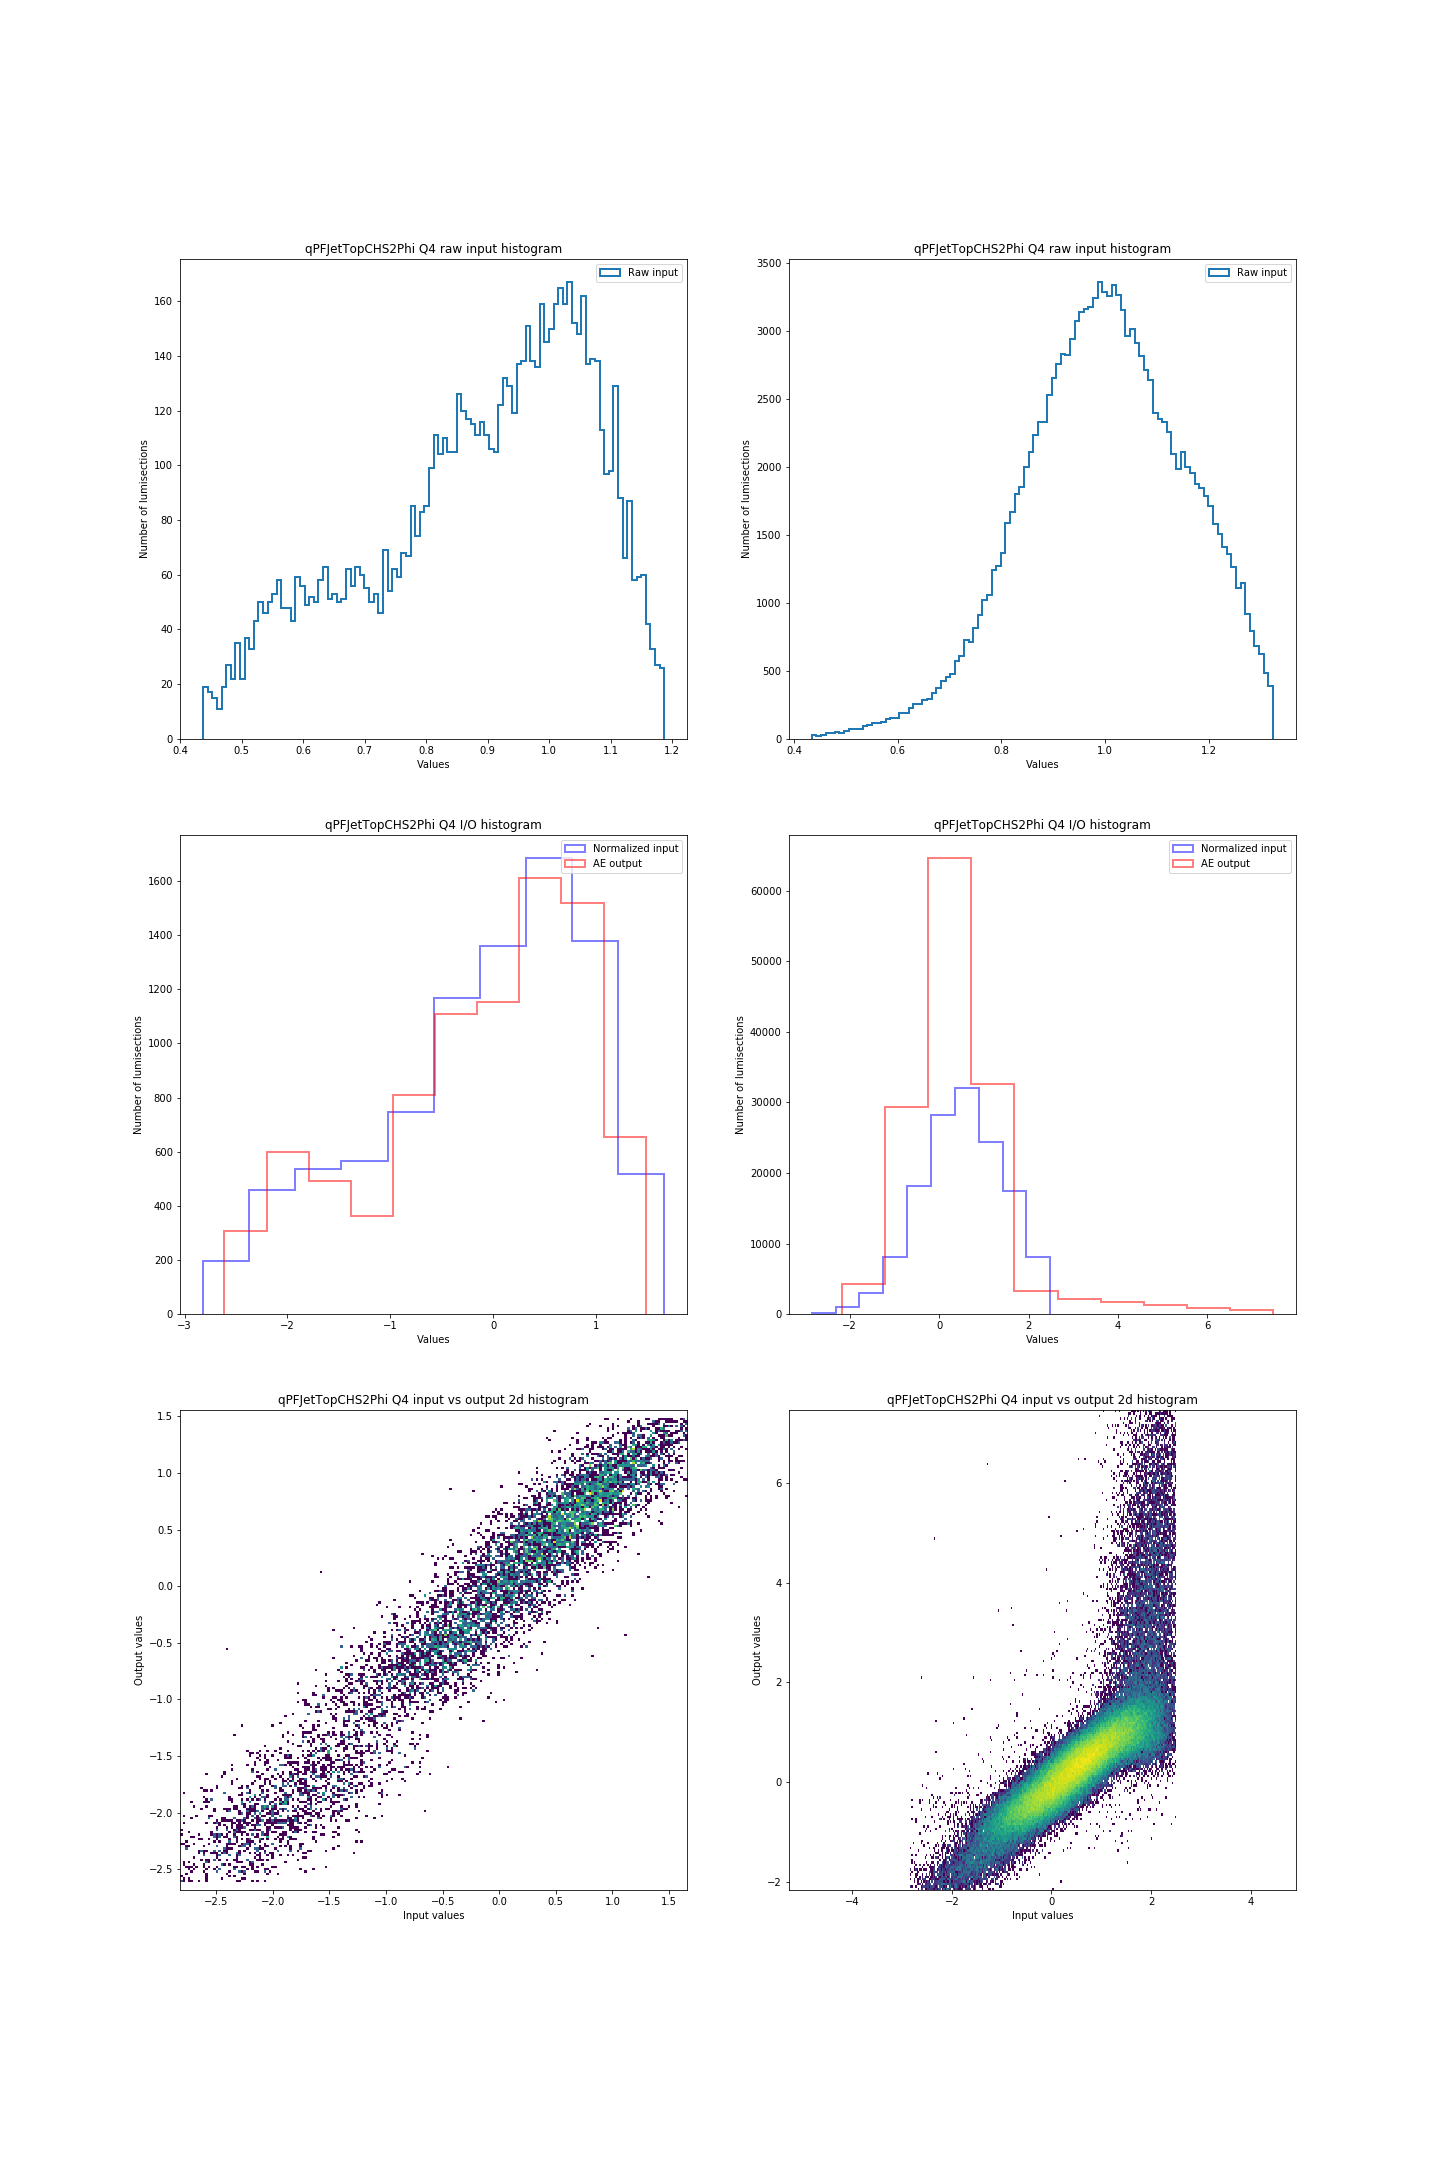 qPFJetTopCHS2Phi Q4 raw input histogram
Raw input
Number of lumisections
160
140
120
100
80
60
40
20
0
0.4 0.5 0.6 0.7 0.8 0.9 1.0 1.1 1.2
Values
qPFJetTopCHS2Phi Q4 raw input histogram
Raw input
Number of lumisections
3500
3000
2500
2000
1500
1000
500
0
0.4 0.6 0.8 1.0 1.2
Values
qPFJetTopCHS2Phi Q4 I/O histogram
Normalized input
AE output
Number of lumisections
1600
1400
1200
1000
800
600
400
200
0
−3 −2 −1 0 1
Values
qPFJetTopCHS2Phi Q4 I/O histogram
Normalized input
AE output
Number of lumisections
60000
50000
40000
30000
20000
10000
0
−2 0 2 4 6
Values
qPFJetTopCHS2Phi Q4 input vs output 2d histogram
Output values
1.5
1.0
0.5
0.0
−0.5
−1.0
−1.5
−2.0
−2.5
−2.5 −2.0 −1.5 −1.0 −0.5 0.0 0.5 1.0 1.5
Input values
qPFJetTopCHS2Phi Q4 input vs output 2d histogram
Output values
6
4
2
0
−2
−4 −2 0 2 4
Input values